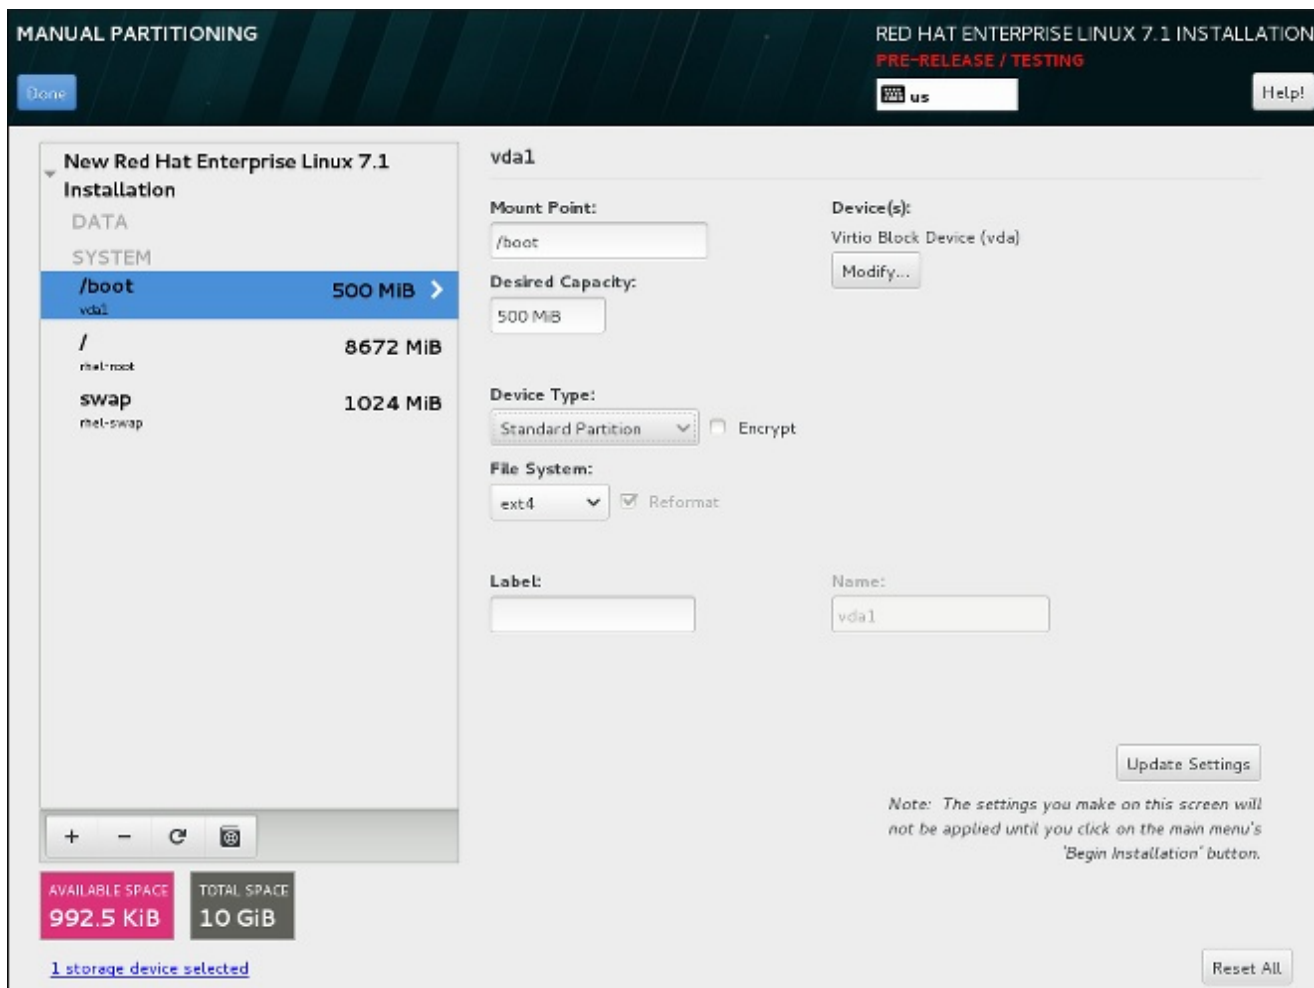 MANUAL PARTITIONING
RED HAT ENTERPRISE LINUX 7.1 INSTALLATION
PRE-RELEASE / TESTING
Done
us
Help!
New Red Hat Enterprise Linux 7.1
Installation
DATA
SYSTEM
/boot 500 MiB
vda1
/ 8672 MiB
rhel-root
swap 1024 MiB
rhel-swap
vda1
Mount Point:
/boot
Device(s):
Virtio Block Device (vda)
Modify...
Desired Capacity:
500 MiB
Device Type:
Standard Partition
Encrypt
File System:
ext4
Reformat
Label:
Name:
vda1
Update Settings
Note: The settings you make on this screen will
not be applied until you click on the main menu's
'Begin Installation' button.
+ −
AVAILABLE SPACE
992.5 KiB
TOTAL SPACE
10 GiB
1 storage device selected
Reset All